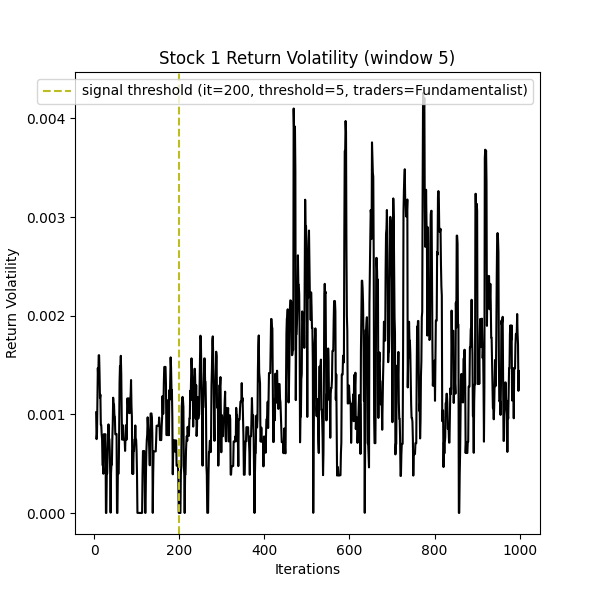 Stock 1 Return Volatility (window 5)
signal threshold (it=200, threshold=5, traders=Fundamentalist)
0.004
0.003
0.002
0.001
0.000
Return Volatility
0 200 400 600 800 1000
Iterations